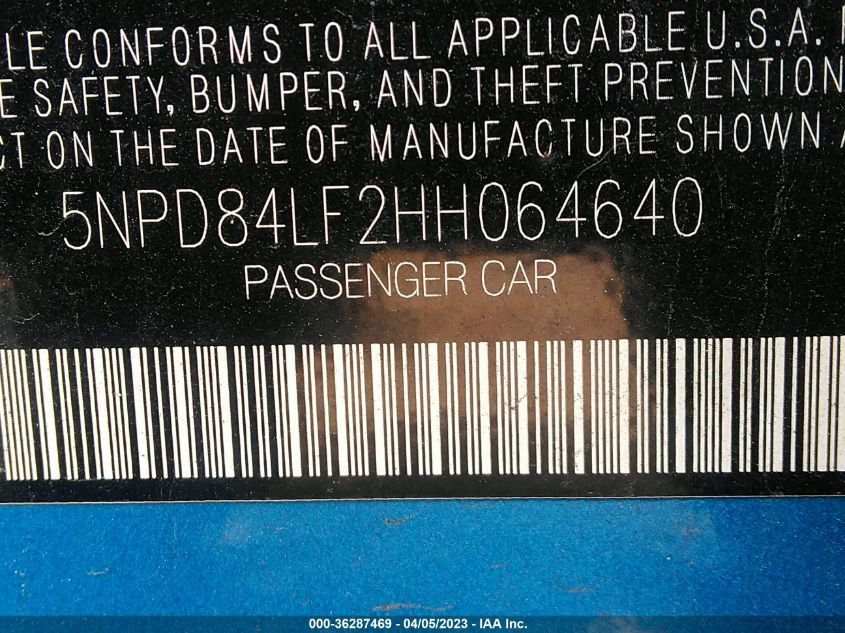 LE CONFORMS TO ALL APPLICABLE U.S.A.
E SAFETY, BUMPER, AND THEFT PREVENTION
CT ON THE DATE OF MANUFACTURE SHOWN A
5NPD84LF2HH064640
PASSENGER CAR
000-36287469 - 04/05/2023 - IAA Inc.